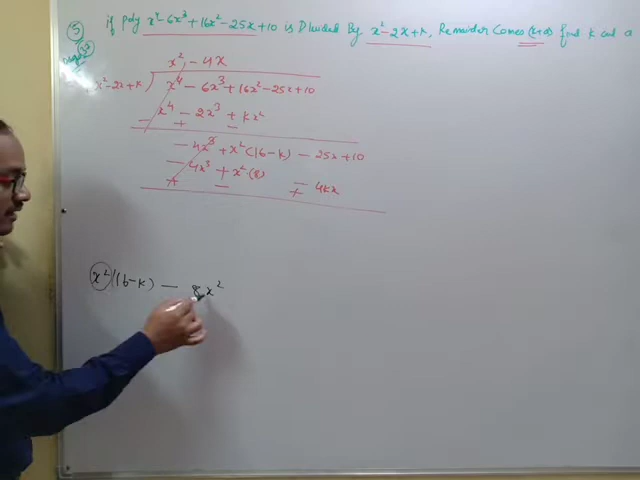 5 if poly x⁴-6x³+16x²-25x+10 is Divided By x²-2x+k, Remainder Comes (x+a) find k and a
x² - 4x
x²-2x+k ) x⁴ - 6x³+16x²-25x+10
x⁴ - 2x³ + kx²
- + -
- 4x³ + x²(16-k) - 25x+10
- 4x³ + x²(8) - 4kx
+ - +
x²(16-k) — 8x²